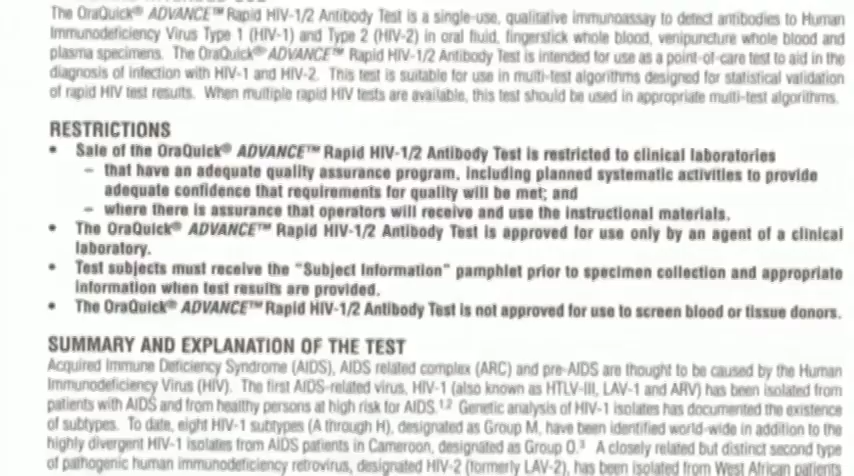 The OraQuick® ADVANCE™ Rapid HIV-1/2 Antibody Test is a single-use, qualitative immunoassay to detect antibodies to Human
Immunodeficiency Virus Type 1 (HIV-1) and Type 2 (HIV-2) in oral fluid, fingerstick whole blood, venipuncture whole blood and
plasma specimens. The OraQuick® ADVANCE™ Rapid HIV-1/2 Antibody Test is intended for use as a point-of-care test to aid in the
diagnosis of infection with HIV-1 and HIV-2. This test is suitable for use in multi-test algorithms designed for statistical validation
of rapid HIV test results. When multiple rapid HIV tests are available, this test should be used in appropriate multi-test algorithms.
RESTRICTIONS
• Sale of the OraQuick® ADVANCE™ Rapid HIV-1/2 Antibody Test is restricted to clinical laboratories
– that have an adequate quality assurance program, including planned systematic activities to provide
adequate confidence that requirements for quality will be met; and
– where there is assurance that operators will receive and use the instructional materials.
• The OraQuick® ADVANCE™ Rapid HIV-1/2 Antibody Test is approved for use only by an agent of a clinical
laboratory.
• Test subjects must receive the "Subject Information" pamphlet prior to specimen collection and appropriate
information when test results are provided.
• The OraQuick® ADVANCE™ Rapid HIV-1/2 Antibody Test is not approved for use to screen blood or tissue donors.
SUMMARY AND EXPLANATION OF THE TEST
Acquired Immune Deficiency Syndrome (AIDS), AIDS related complex (ARC) and pre-AIDS are thought to be caused by the Human
Immunodeficiency Virus (HIV). The first AIDS-related virus, HIV-1 (also known as HTLV-III, LAV-1 and ARV) has been isolated from
patients with AIDS and from healthy persons at high risk for AIDS.1,2 Genetic analysis of HIV-1 isolates has documented the existence
of subtypes. To date, eight HIV-1 subtypes (A through H), designated as Group M, have been identified world-wide in addition to the
highly divergent HIV-1 isolates from AIDS patients in Cameroon, designated as Group O.3 A closely related but distinct second type
of pathogenic human immunodeficiency retrovirus, designated HIV-2 (formerly LAV-2), has been isolated from West African patients